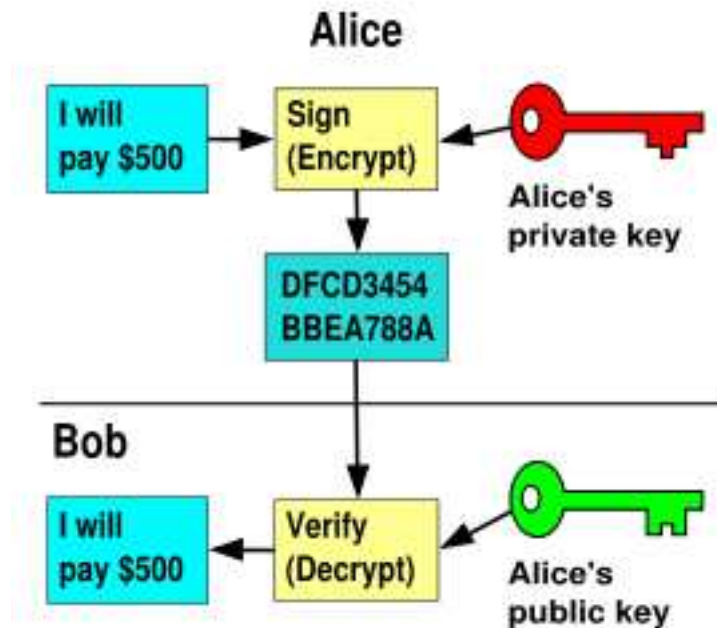 Alice
I will
pay $500
Sign
(Encrypt)
Alice's
private key
DFCD3454
BBEA788A
Bob
I will
pay $500
Verify
(Decrypt)
Alice's
public key